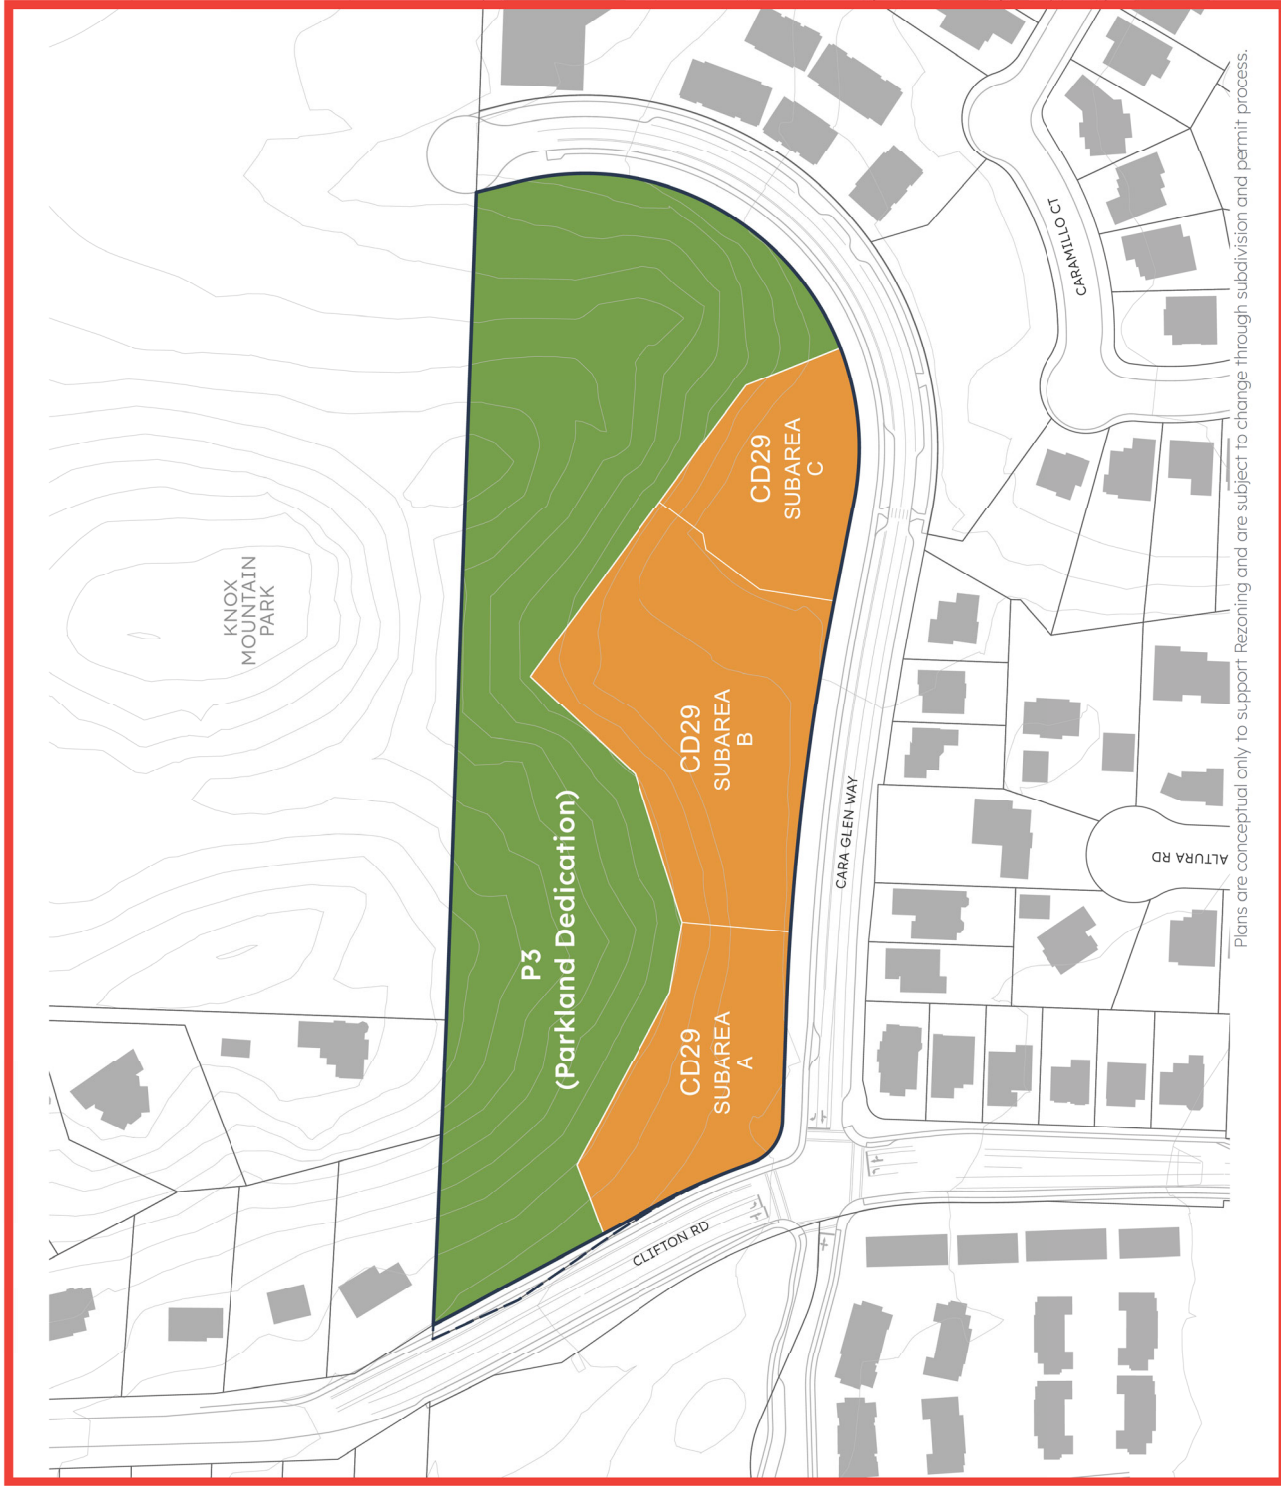 KNOX
MOUNTAIN
PARK
P3
(Parkland Dedication)
CD29
SUBAREA
A
CD29
SUBAREA
B
CD29
SUBAREA
C
CLIFTON RD
CARA GLEN WAY
CARAMILLO CT
ALTURA RD
Plans are conceptual only to support Rezoning and are subject to change through subdivision and permit process.